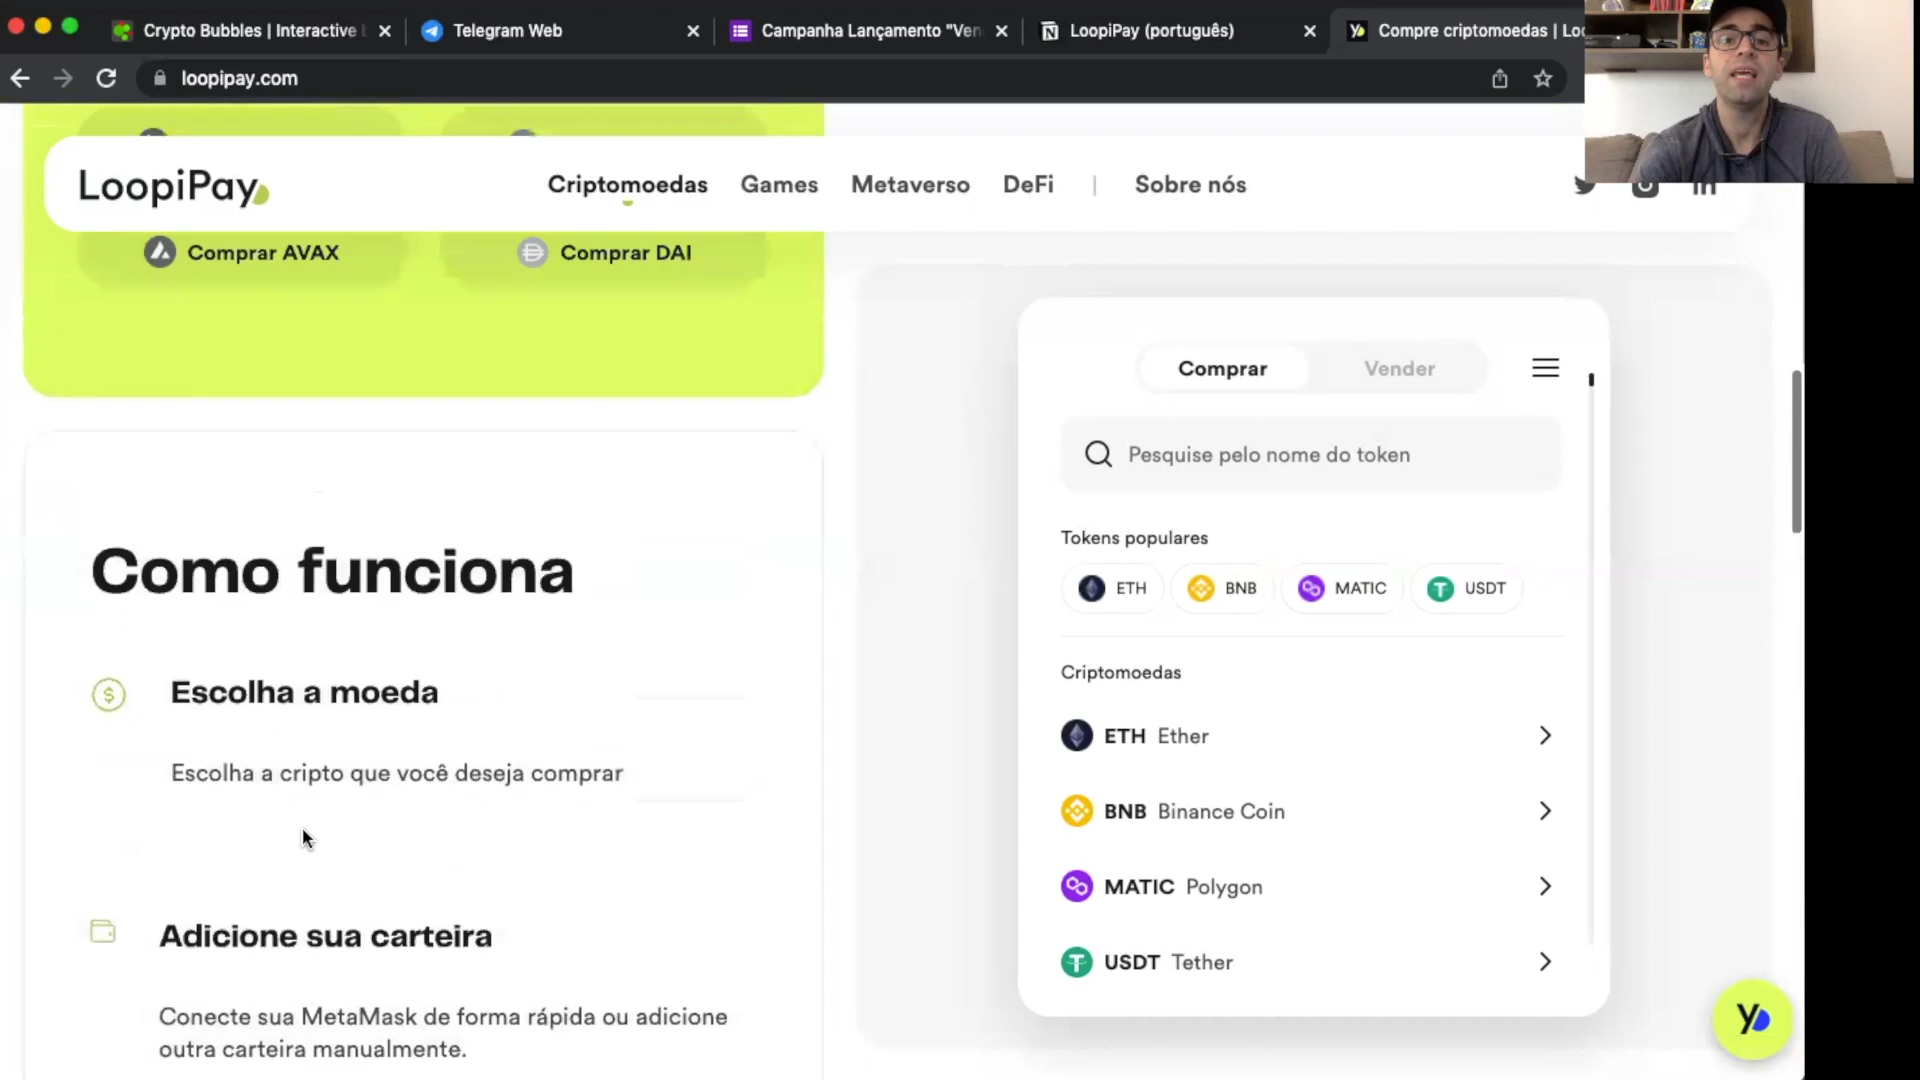 Crypto Bubbles | Interactive
Telegram Web
Campanha Lançamento "Ven
LoopiPay (português)
Compre criptomoedas | Lo
loopipay.com
LoopiPay
Criptomoedas
Games
Metaverso
DeFi
|
Sobre nós
Comprar AVAX
Comprar DAI
Como funciona
Escolha a moeda
Escolha a cripto que você deseja comprar
Adicione sua carteira
Conecte sua MetaMask de forma rápida ou adicione
outra carteira manualmente.
Comprar
Vender
Pesquise pelo nome do token
Tokens populares
ETH
BNB
MATIC
USDT
Criptomoedas
ETH Ether
BNB Binance Coin
MATIC Polygon
USDT Tether